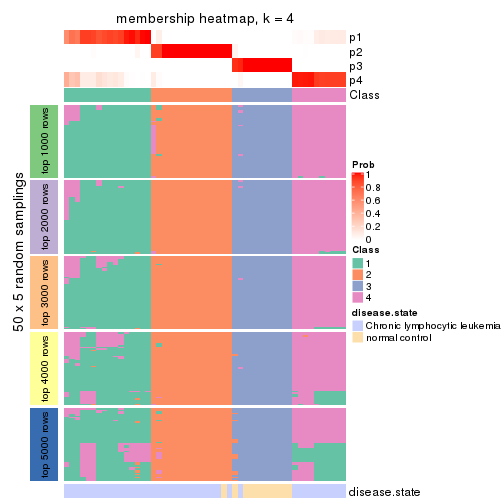 membership heatmap, k = 4
p1
p2
p3
p4
Class
50 x 5 random samplings
top 1000 rows
top 2000 rows
top 3000 rows
top 4000 rows
top 5000 rows
disease.state
Prob
1
0.8
0.6
0.4
0.2
0
Class
1
2
3
4
disease.state
Chronic lymphocytic leukemia
normal control